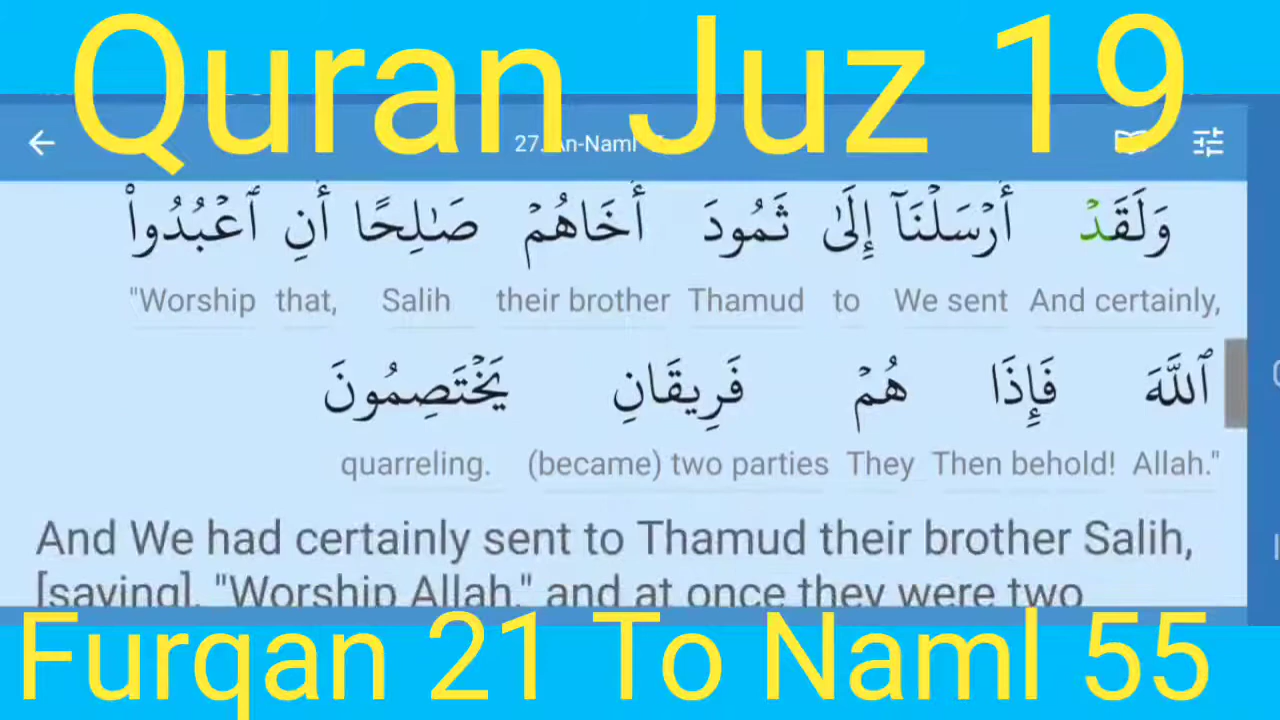 Quran Juz 19
27. An-Naml
وَلَقَدۡ أَرۡسَلۡنَآ إِلَىٰ ثَمُودَ أَخَاهُمۡ صَـٰلِحًا أَنِ ٱعۡبُدُواْ
"Worship that, Salih their brother Thamud to We sent And certainly,
ٱللَّهَ فَإِذَا هُمۡ فَرِيقَانِ يَخۡتَصِمُونَ
quarreling. (became) two parties They Then behold! Allah."
And We had certainly sent to Thamud their brother Salih,
[saying], "Worship Allah," and at once they were two
Furqan 21 To Naml 55